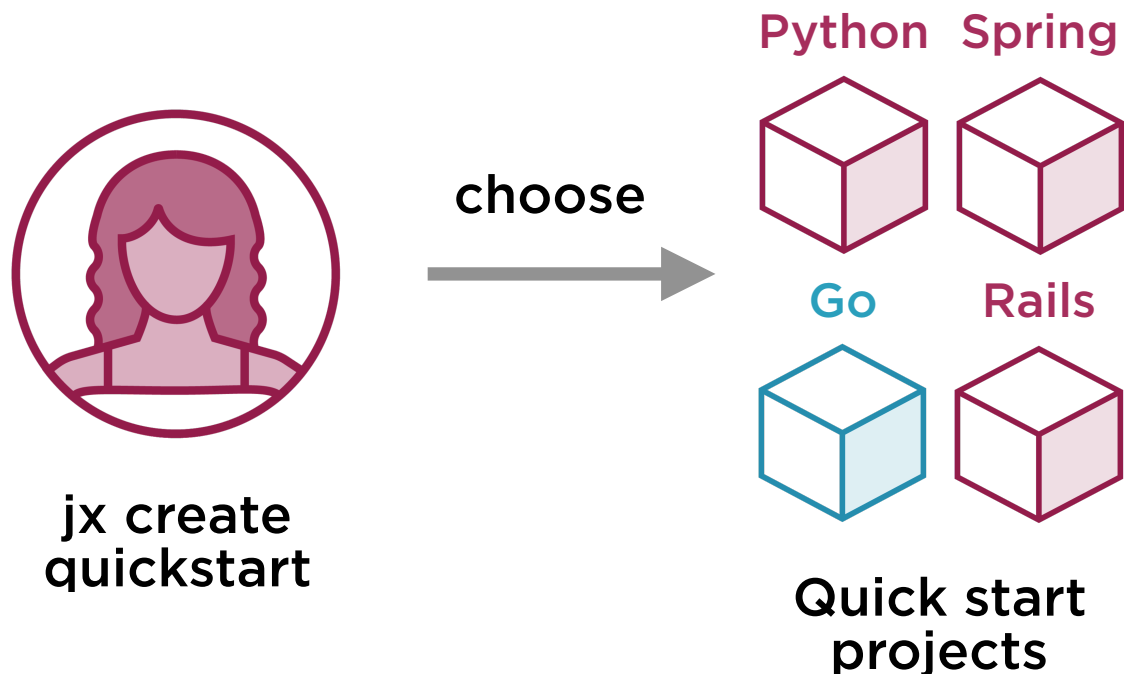 Python Spring
choose
Go Rails
jx create
quickstart
Quick start
projects